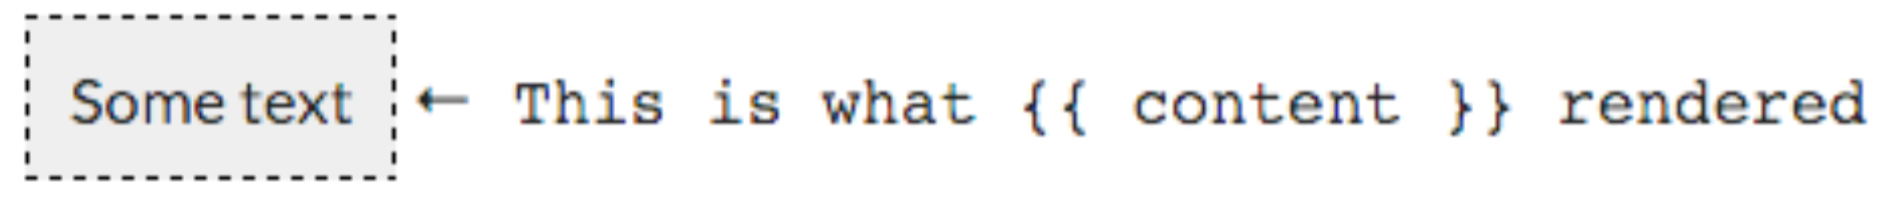 Some text ← This is what {{ content }} rendered